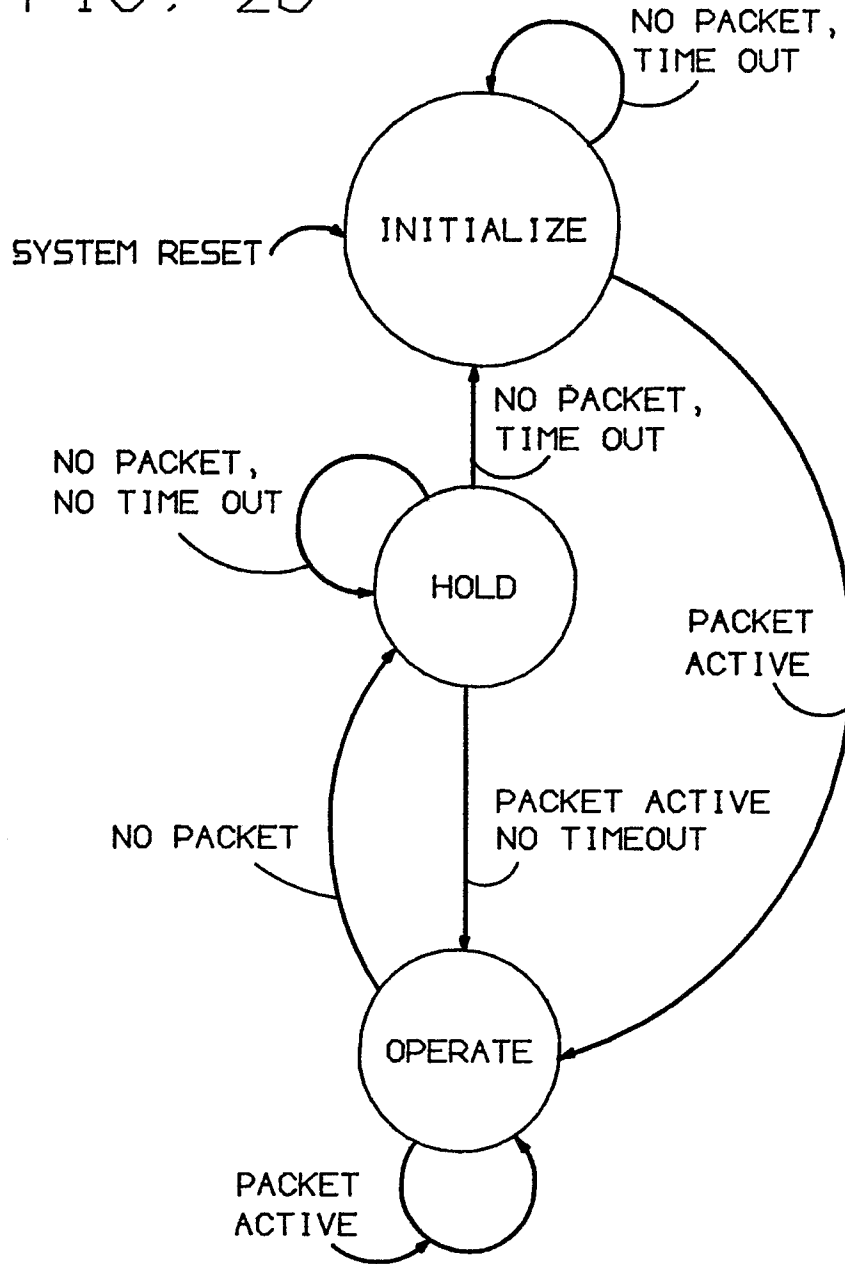 NO PACKET,
TIME OUT
INITIALIZE
SYSTEM RESET
NO PACKET,
TIME OUT
NO PACKET,
NO TIME OUT
HOLD
PACKET
ACTIVE
PACKET ACTIVE
NO TIMEOUT
NO PACKET
OPERATE
PACKET
ACTIVE